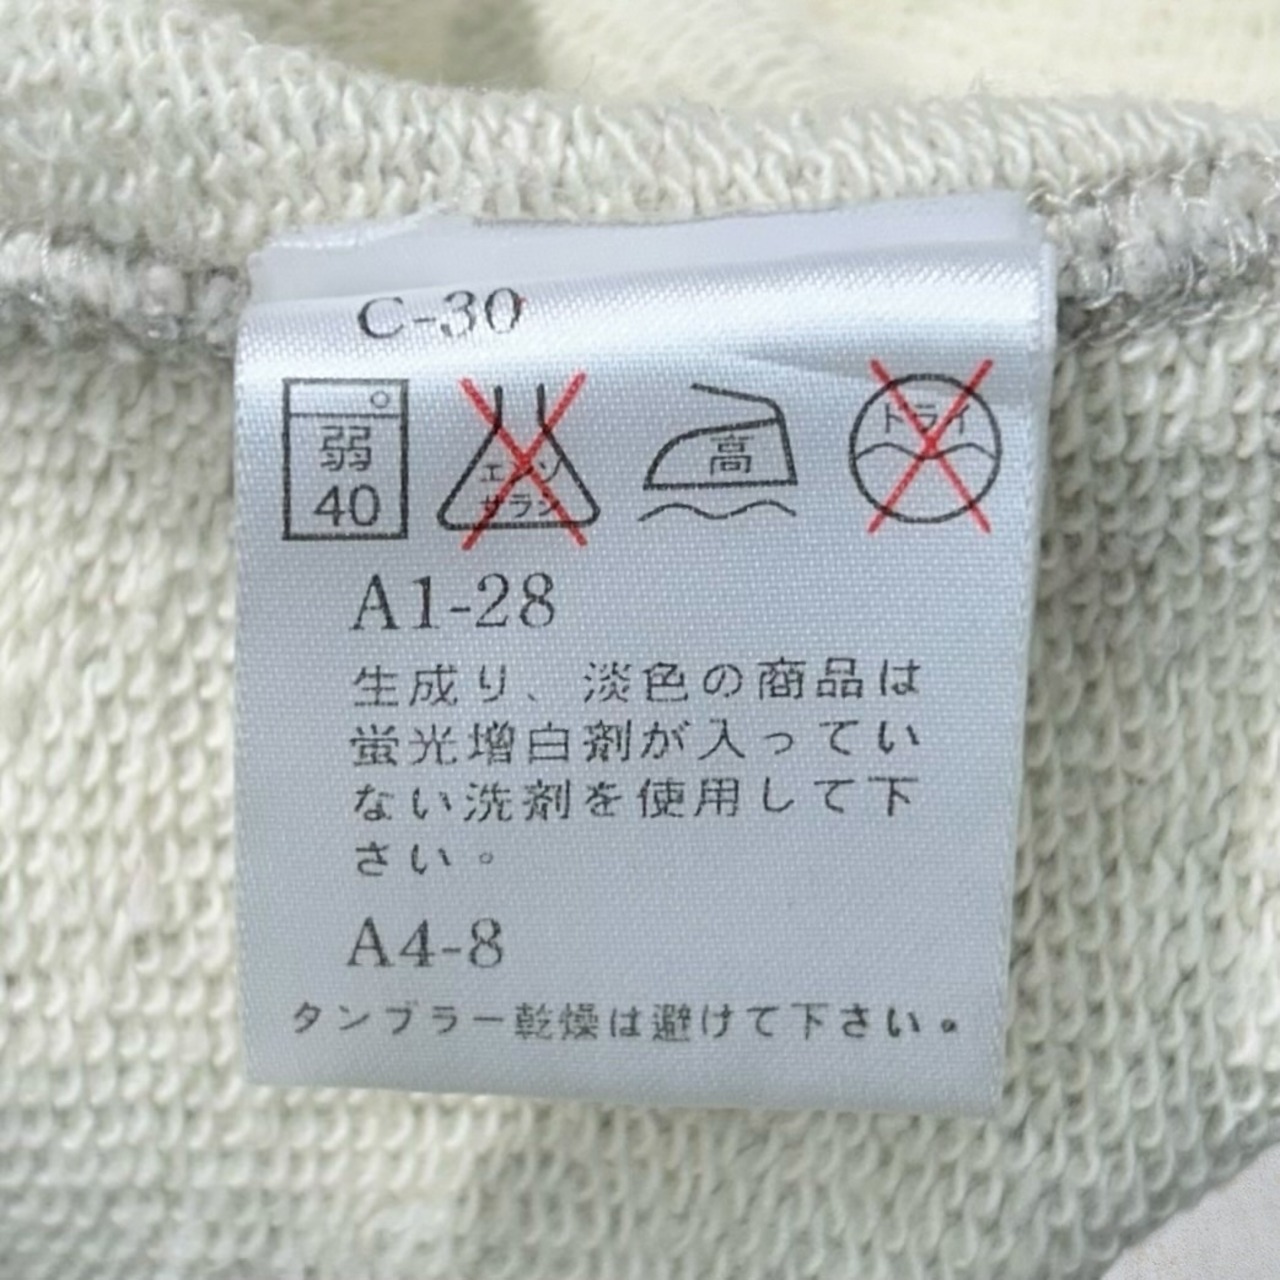 C-30
弱
40
エンソ
サラシ
高
ドライ
A1-28
生成り、淡色の商品は
蛍光増白剤が入ってい
ない洗剤を使用して下
さい。
A4-8
タンブラー乾燥は避けて下さい。